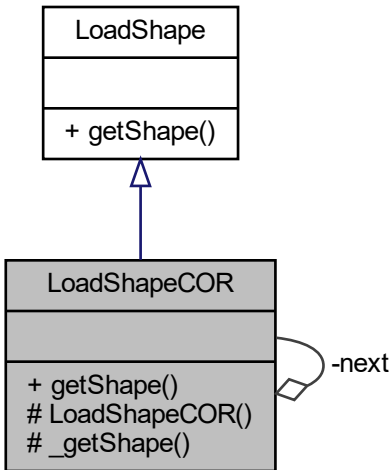 LoadShape
+ getShape()
LoadShapeCOR
-next
+ getShape()
# LoadShapeCOR()
# _getShape()